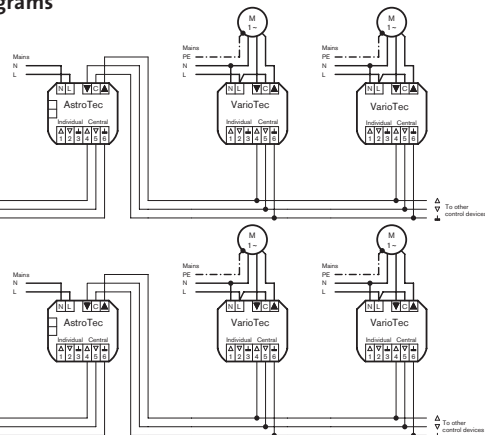 grams
M
1~
M
1~
Mains
N
L
Mains
PE
N
L
Mains
PE
N
L
N L ▼ C ▲
AstroTec
Individual Central
1 2 3 4 5 6
N L ▼ C ▲
VarioTec
Individual Central
1 2 3 4 5 6
N L ▼ C ▲
VarioTec
Individual Central
1 2 3 4 5 6
To other
control devices
M
1~
M
1~
Mains
N
L
Mains
PE
N
L
Mains
PE
N
L
N L ▼ C ▲
AstroTec
Individual Central
1 2 3 4 5 6
N L ▼ C ▲
VarioTec
Individual Central
1 2 3 4 5 6
N L ▼ C ▲
VarioTec
Individual Central
1 2 3 4 5 6
To other
control devices